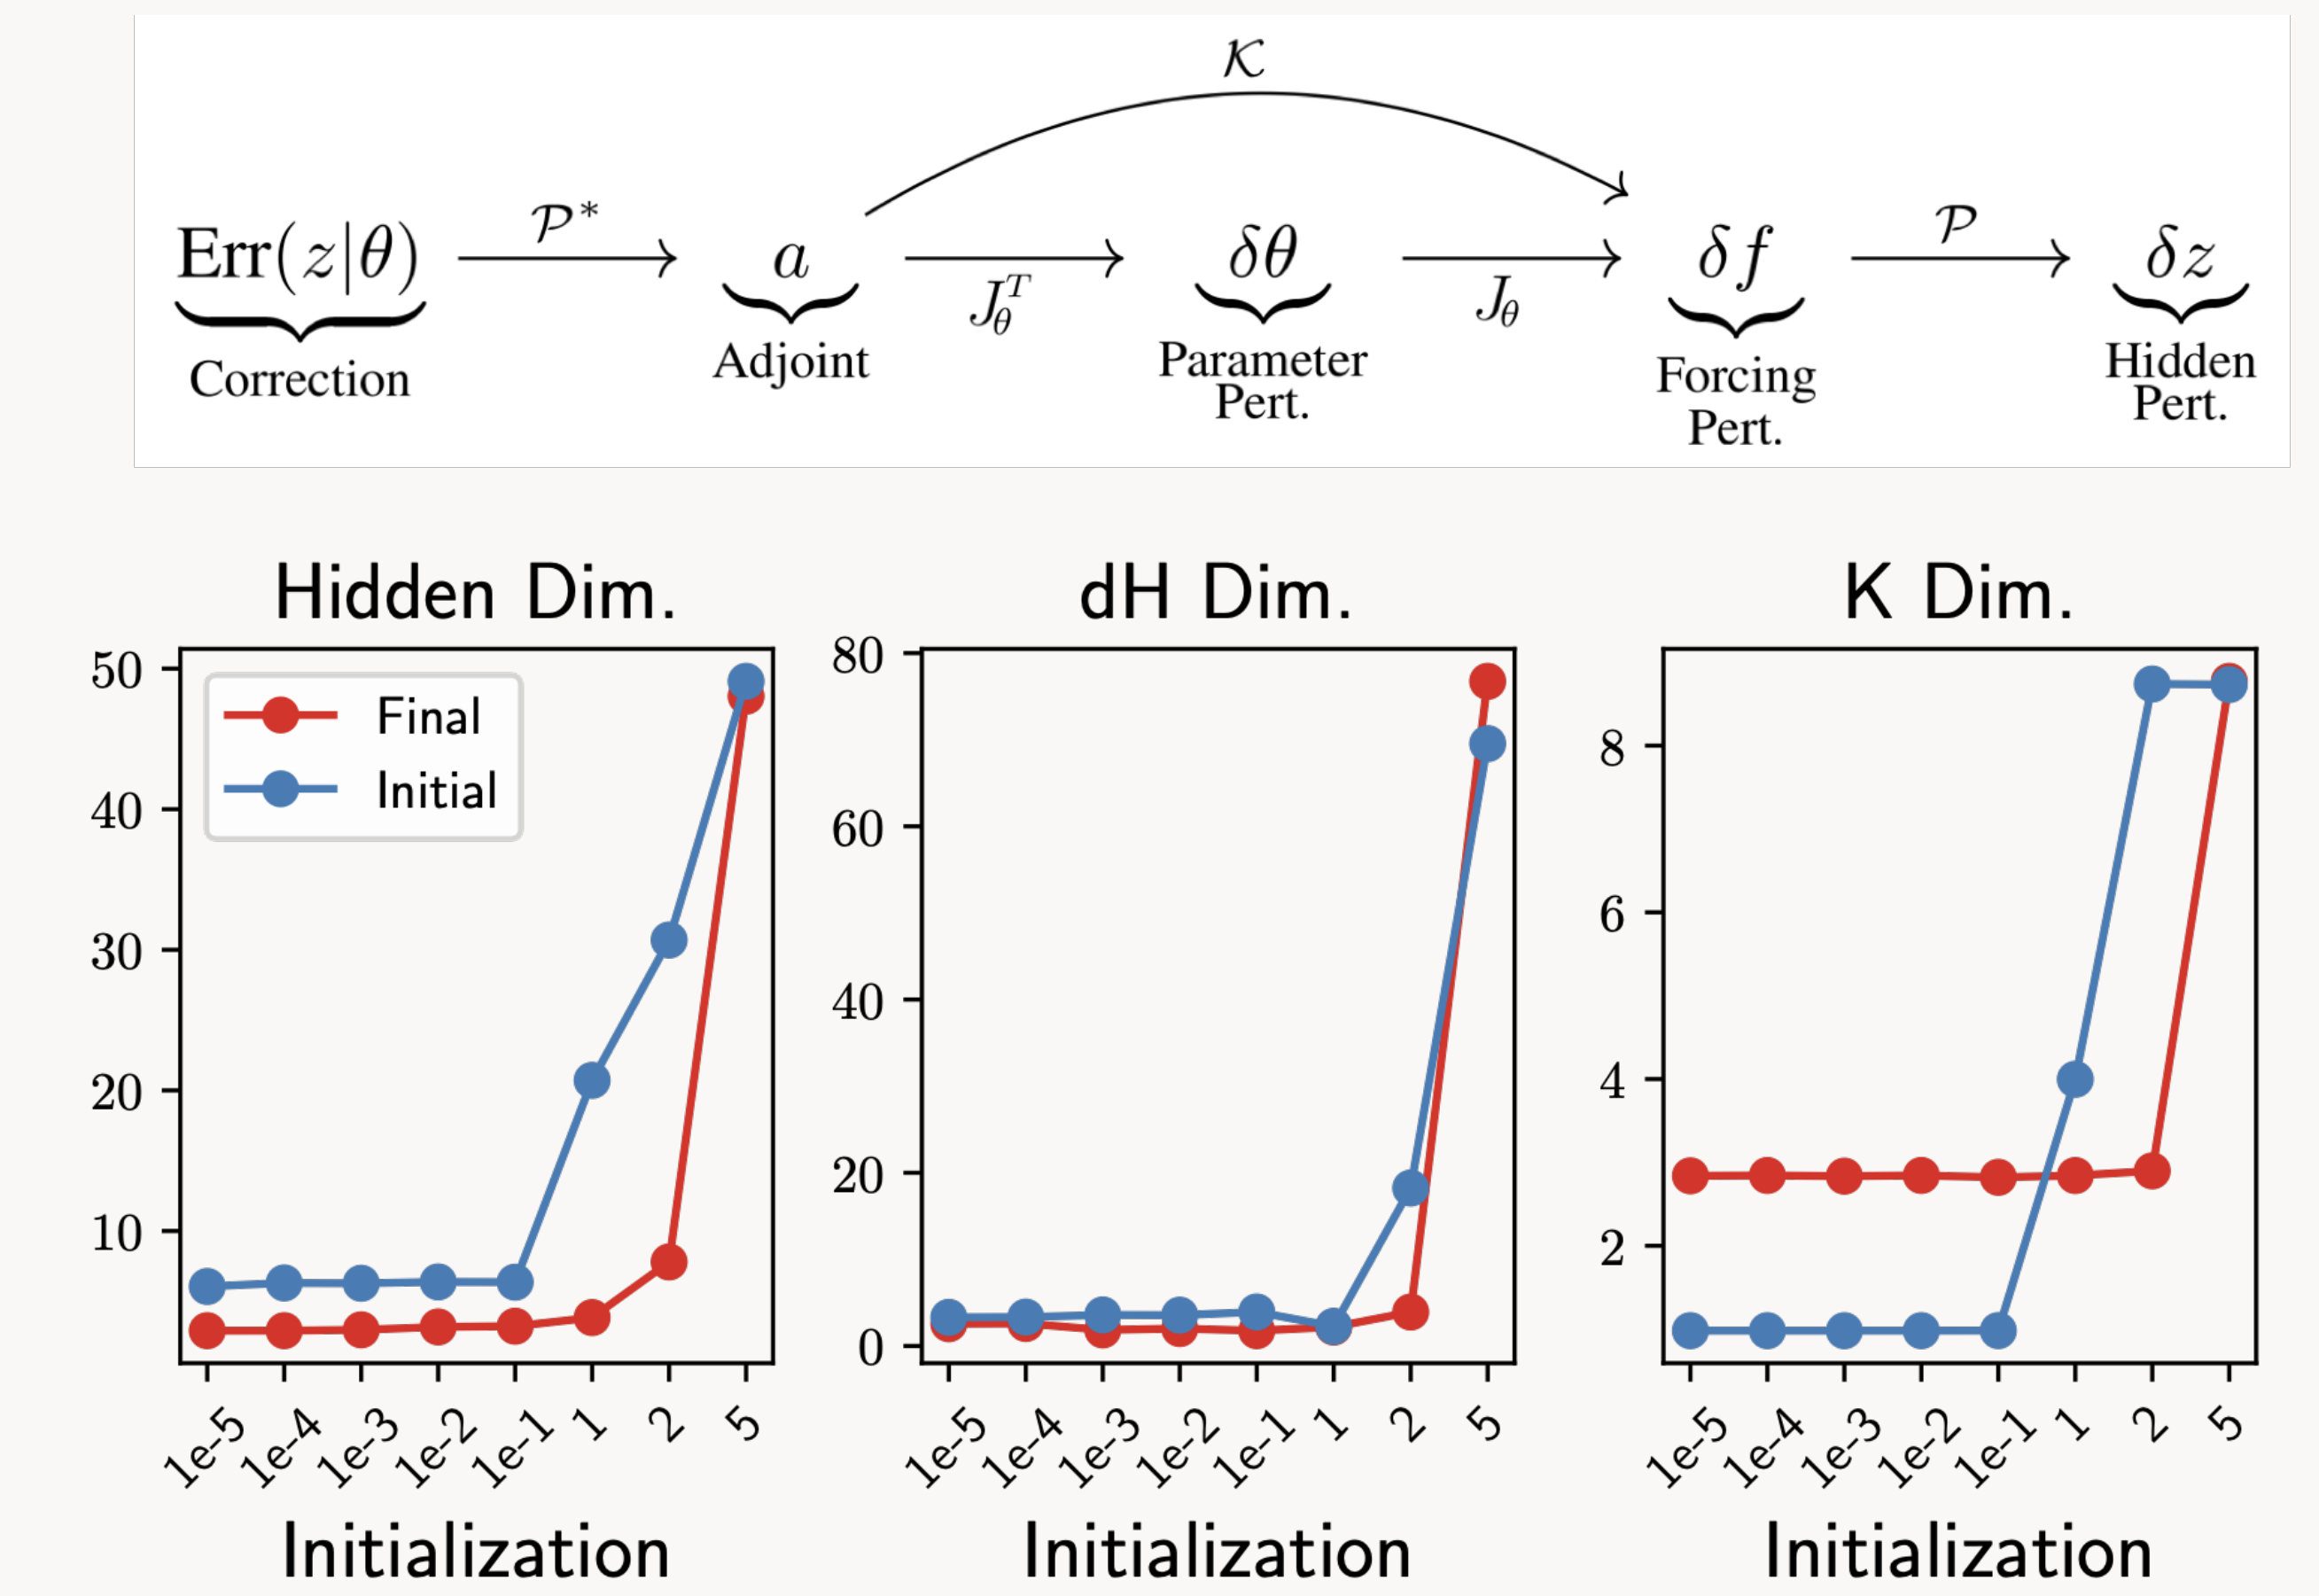 𝒦
Err(z|θ) 𝒫* a J_θ^T δθ J_θ δf 𝒫 δz
Correction Adjoint Parameter Pert. Forcing Pert. Hidden Pert.
Hidden Dim.
50
40
30
20
10
Final
Initial
1e-5 1e-4 1e-3 1e-2 1e-1 1 2 5
Initialization
dH Dim.
80
60
40
20
0
1e-5 1e-4 1e-3 1e-2 1e-1 1 2 5
Initialization
K Dim.
8
6
4
2
1e-5 1e-4 1e-3 1e-2 1e-1 1 2 5
Initialization